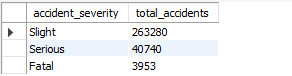 accident_severity total_accidents
Slight 263280
Serious 40740
Fatal 3953